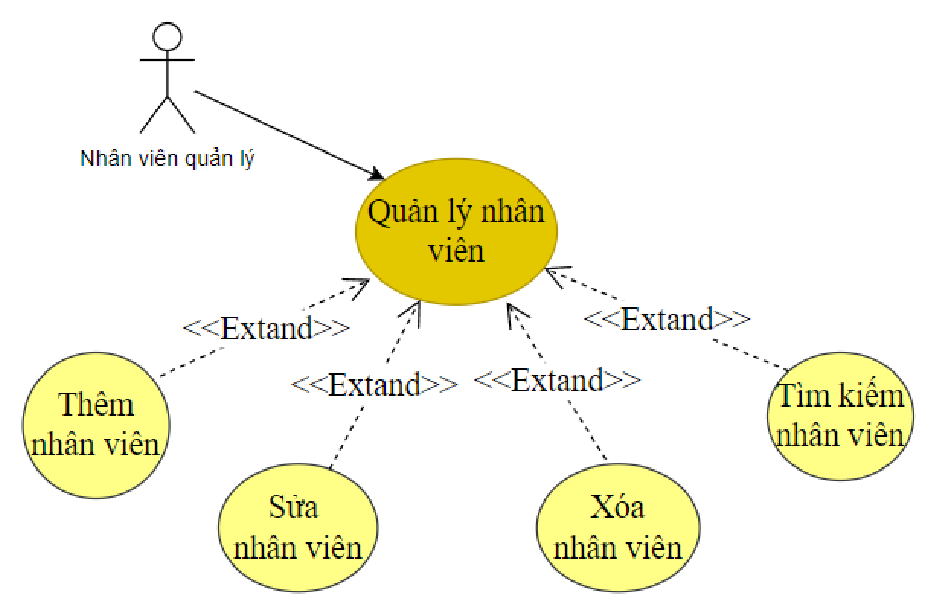 Nhân viên quản lý
Quản lý nhân
viên
<<Extand>>
<<Extand>>
<<Extand>>
<<Extand>>
Thêm
nhân viên
Sửa
nhân viên
Xóa
nhân viên
Tìm kiếm
nhân viên